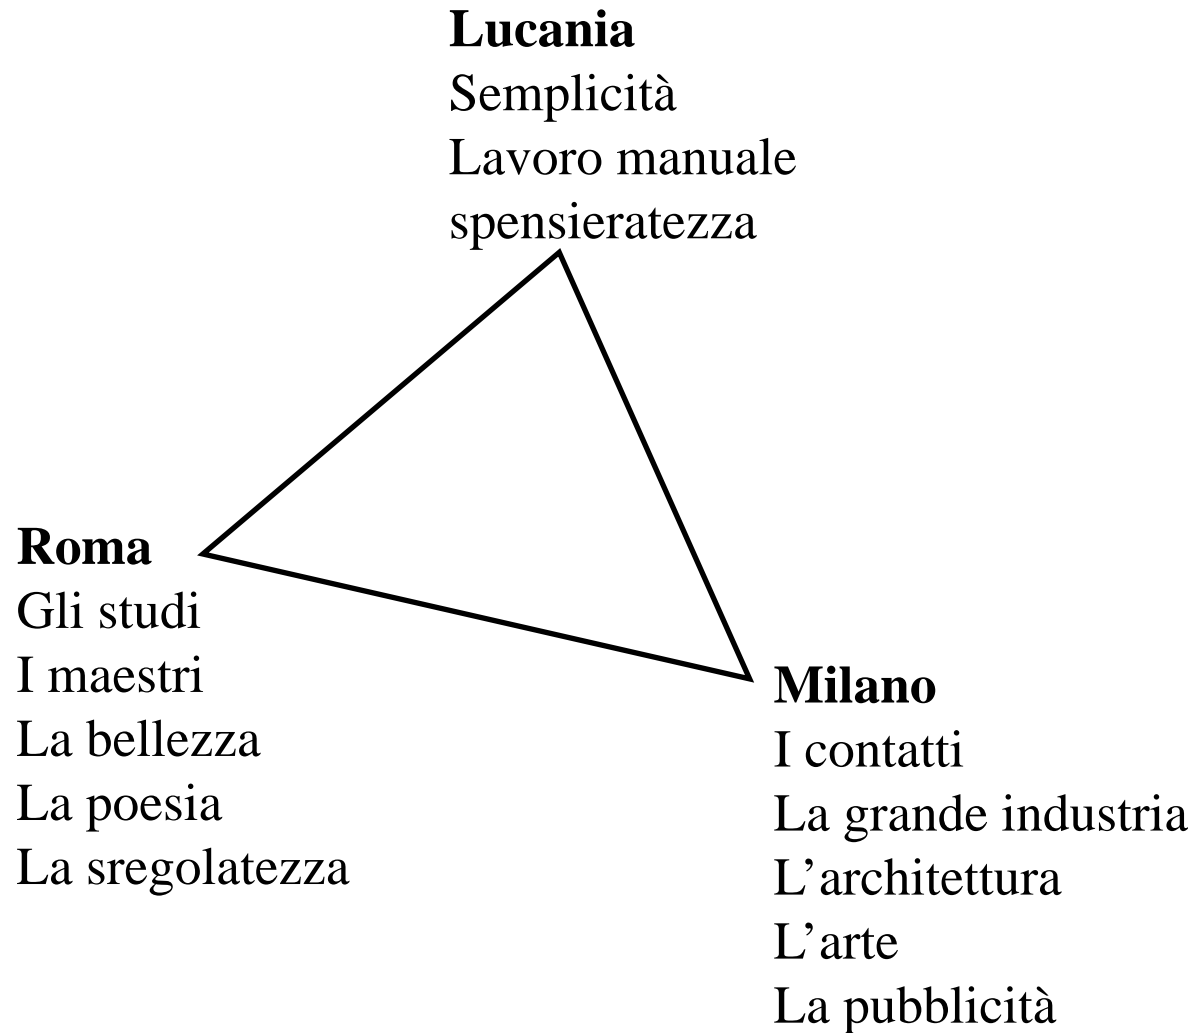 Lucania
Semplicità
Lavoro manuale
spensieratezza
Roma
Gli studi
I maestri
La bellezza
La poesia
La sregolatezza
Milano
I contatti
La grande industria
L’architettura
L’arte
La pubblicità